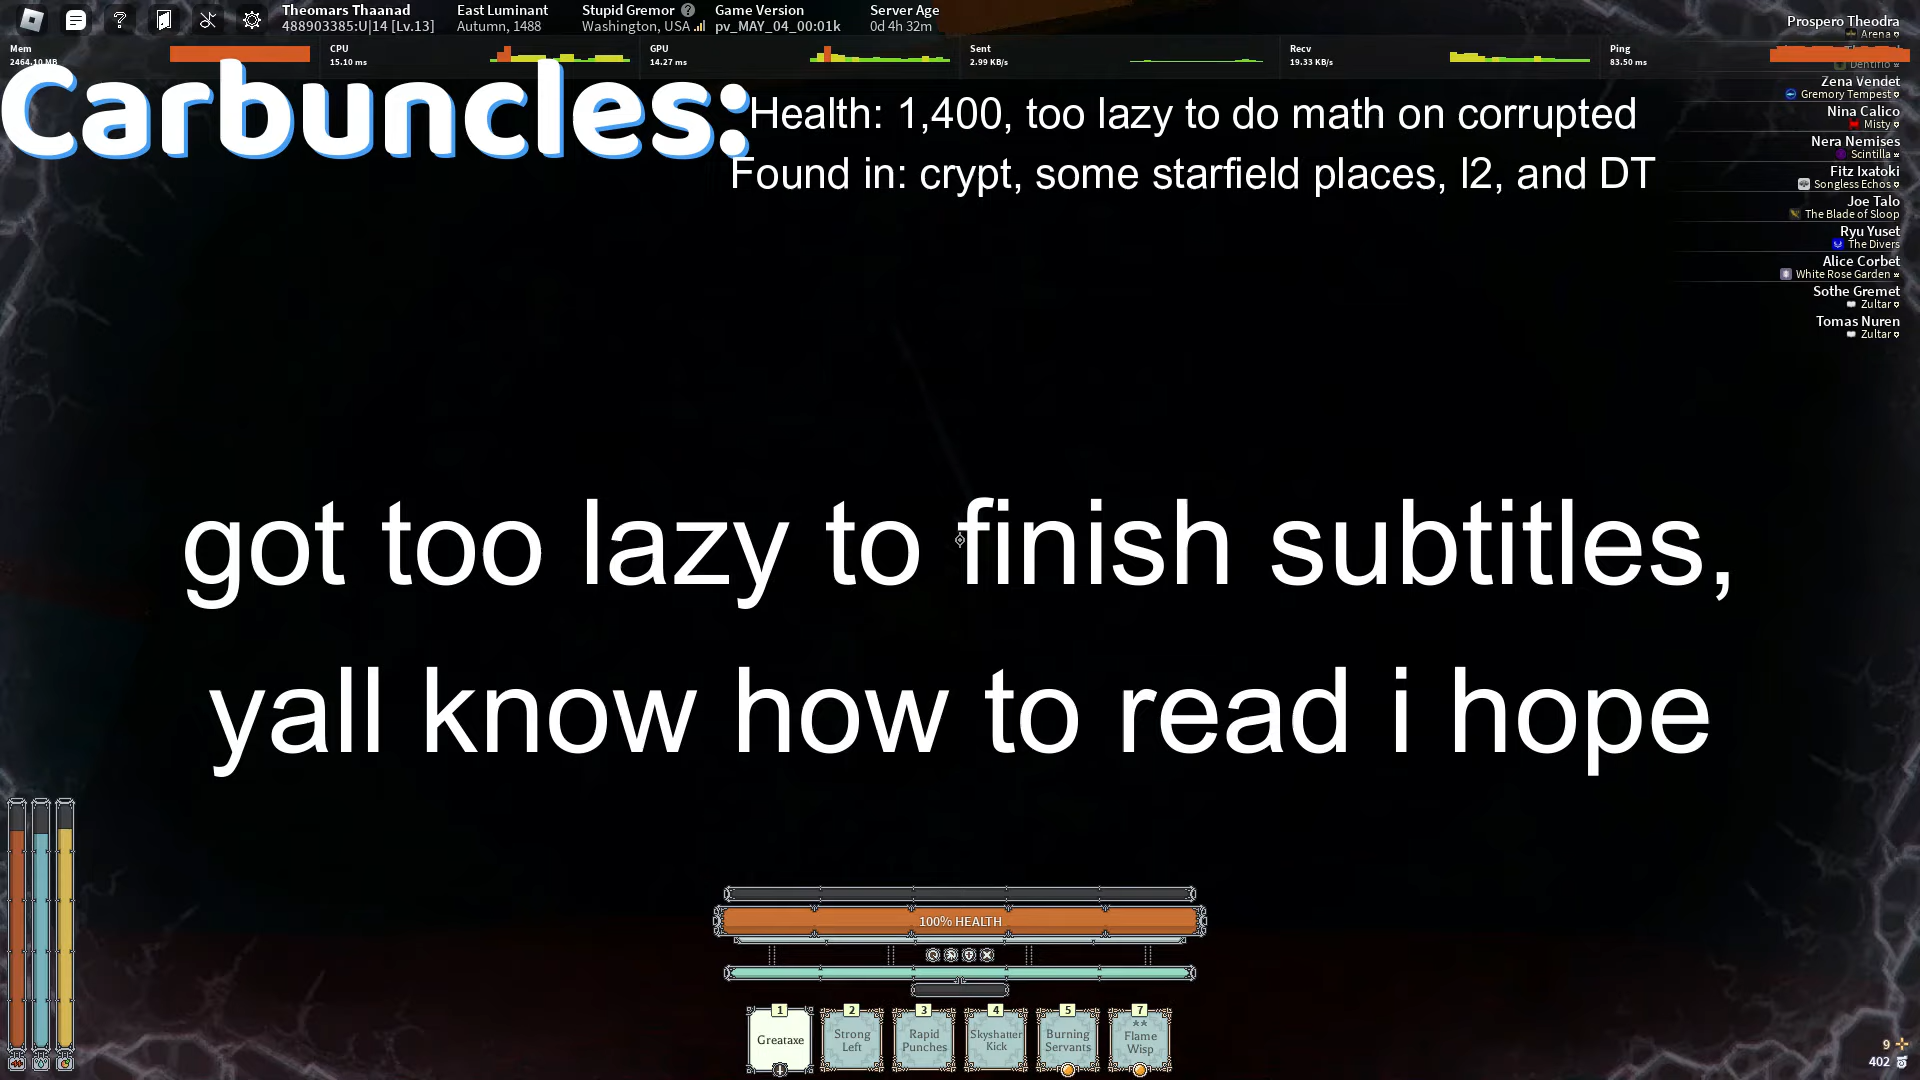 Theomars Thaanad
488903385:U|14 [Lv.13]
East Luminant
Autumn, 1488
Stupid Gremor ?
Washington, USA
Game Version
pv_MAY_04_00:01k
Server Age
0d 4h 32m
Mem
2464.10 MB
CPU
15.10 ms
GPU
14.27 ms
Sent
2.99 KB/s
Recv
19.33 KB/s
Ping
83.50 ms
Carbuncles:
Health: 1,400, too lazy to do math on corrupted
Found in: crypt, some starfield places, l2, and DT
Prospero Theodra
Arena
Zena Vendet
Gremory Tempest
Nina Calico
Misty
Nera Nemises
Scintilla
Fitz Ixatoki
Songless Echos
Joe Talo
The Blade of Sloop
Ryu Yuset
The Divers
Alice Corbet
White Rose Garden
Sothe Gremet
Zultar
Tomas Nuren
Zultar
got too lazy to finish subtitles,
yall know how to read i hope
100% HEALTH
1
Greataxe
2
Strong
Left
3
Rapid
Punches
4
Skyshatter
Kick
5
Burning
Servants
7
Flame
Wisp
9
402